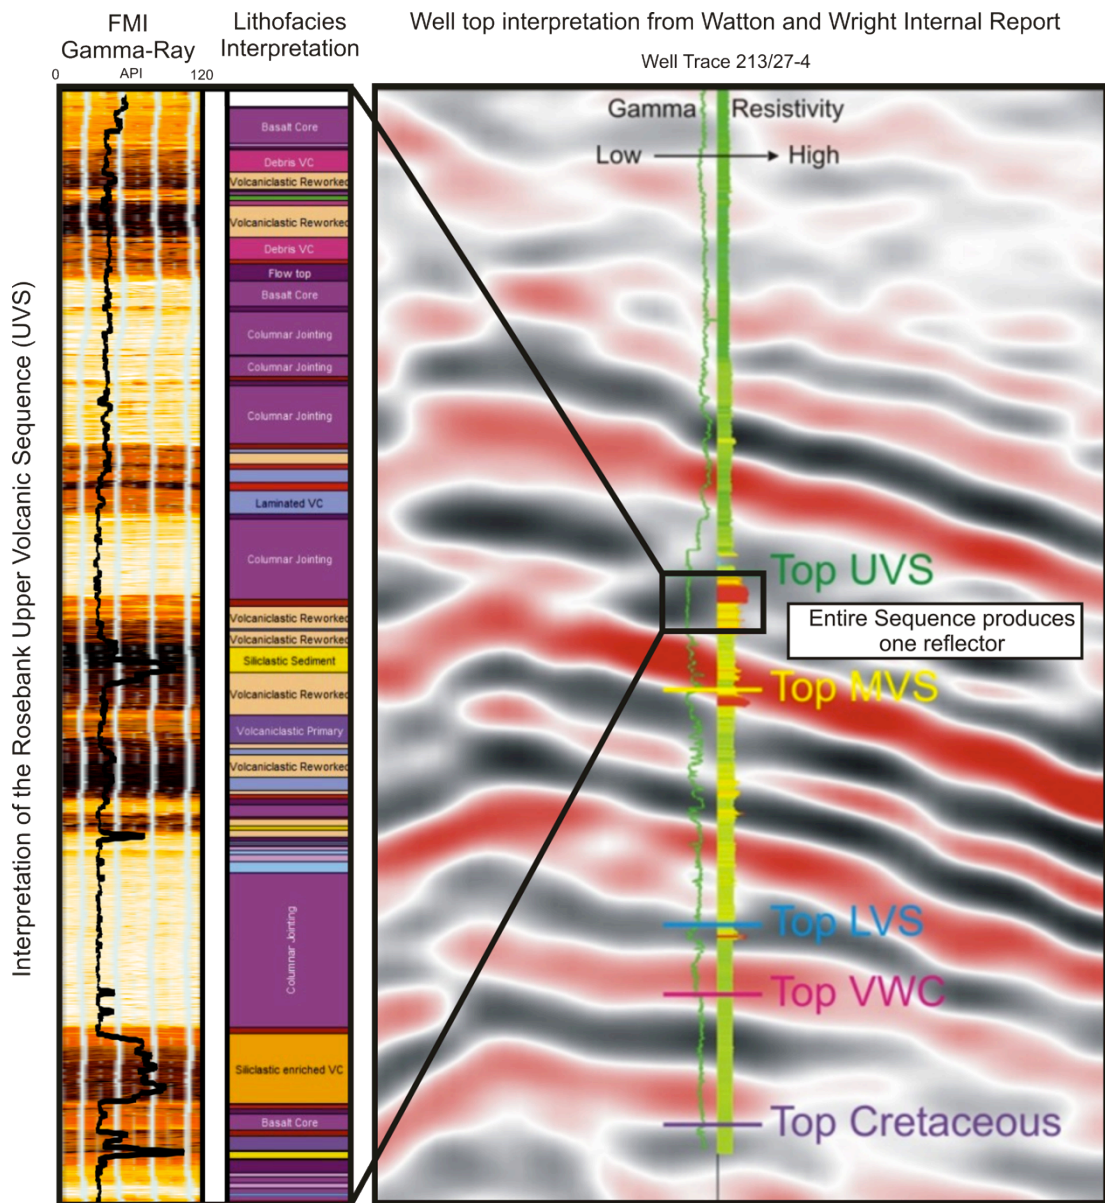 FMI
Gamma-Ray
0 API 120
Lithofacies
Interpretation
Well top interpretation from Watton and Wright Internal Report
Well Trace 213/27-4
Interpretation of the Rosebank Upper Volcanic Sequence (UVS)
Basalt Core
Debris VC
Volcaniclastic Reworked
Volcaniclastic Reworked
Debris VC
Flow top
Basalt Core
Columnar Jointing
Columnar Jointing
Columnar Jointing
Laminated VC
Columnar Jointing
Volcaniclastic Reworked
Volcaniclastic Reworked
Siliclastic Sediment
Volcaniclastic Reworked
Volcaniclastic Primary
Volcaniclastic Reworked
Columnar Jointing
Siliclastic enriched VC
Basalt Core
Gamma Resistivity
Low High
Top UVS
Entire Sequence produces
one reflector
Top MVS
Top LVS
Top VWC
Top Cretaceous